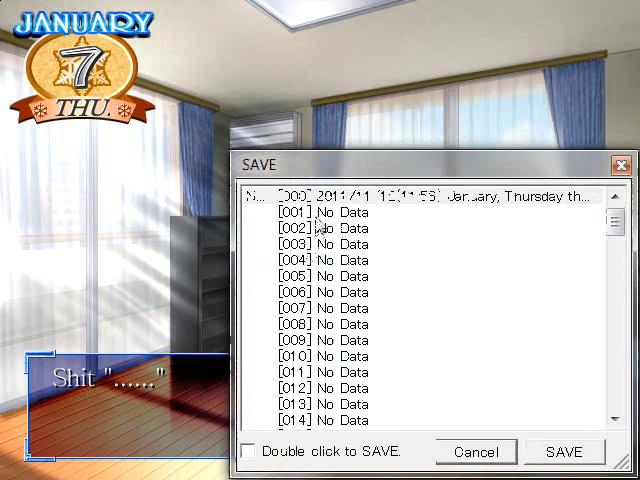 JANUARY
7
THU.
SAVE
N... [000] 2011/11 January, Thursday th...
[001] No Data
[002] No Data
[003] No Data
[004] No Data
[005] No Data
[006] No Data
[007] No Data
[008] No Data
[009] No Data
[010] No Data
[011] No Data
[012] No Data
[013] No Data
[014] No Data
Shit "......"
Double click to SAVE.
Cancel
SAVE